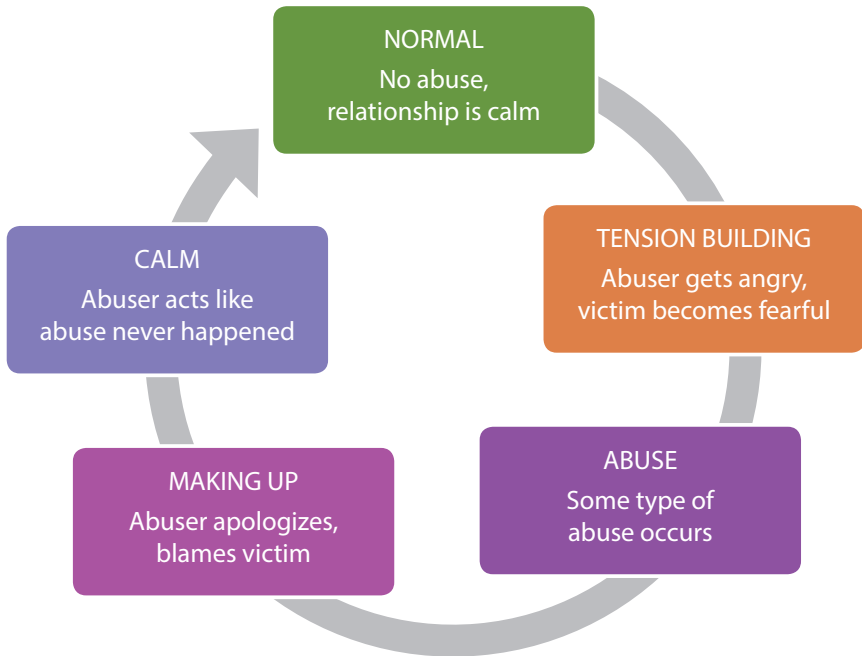 NORMAL
No abuse,
relationship is calm
TENSION BUILDING
Abuser gets angry,
victim becomes fearful
ABUSE
Some type of
abuse occurs
MAKING UP
Abuser apologizes,
blames victim
CALM
Abuser acts like
abuse never happened